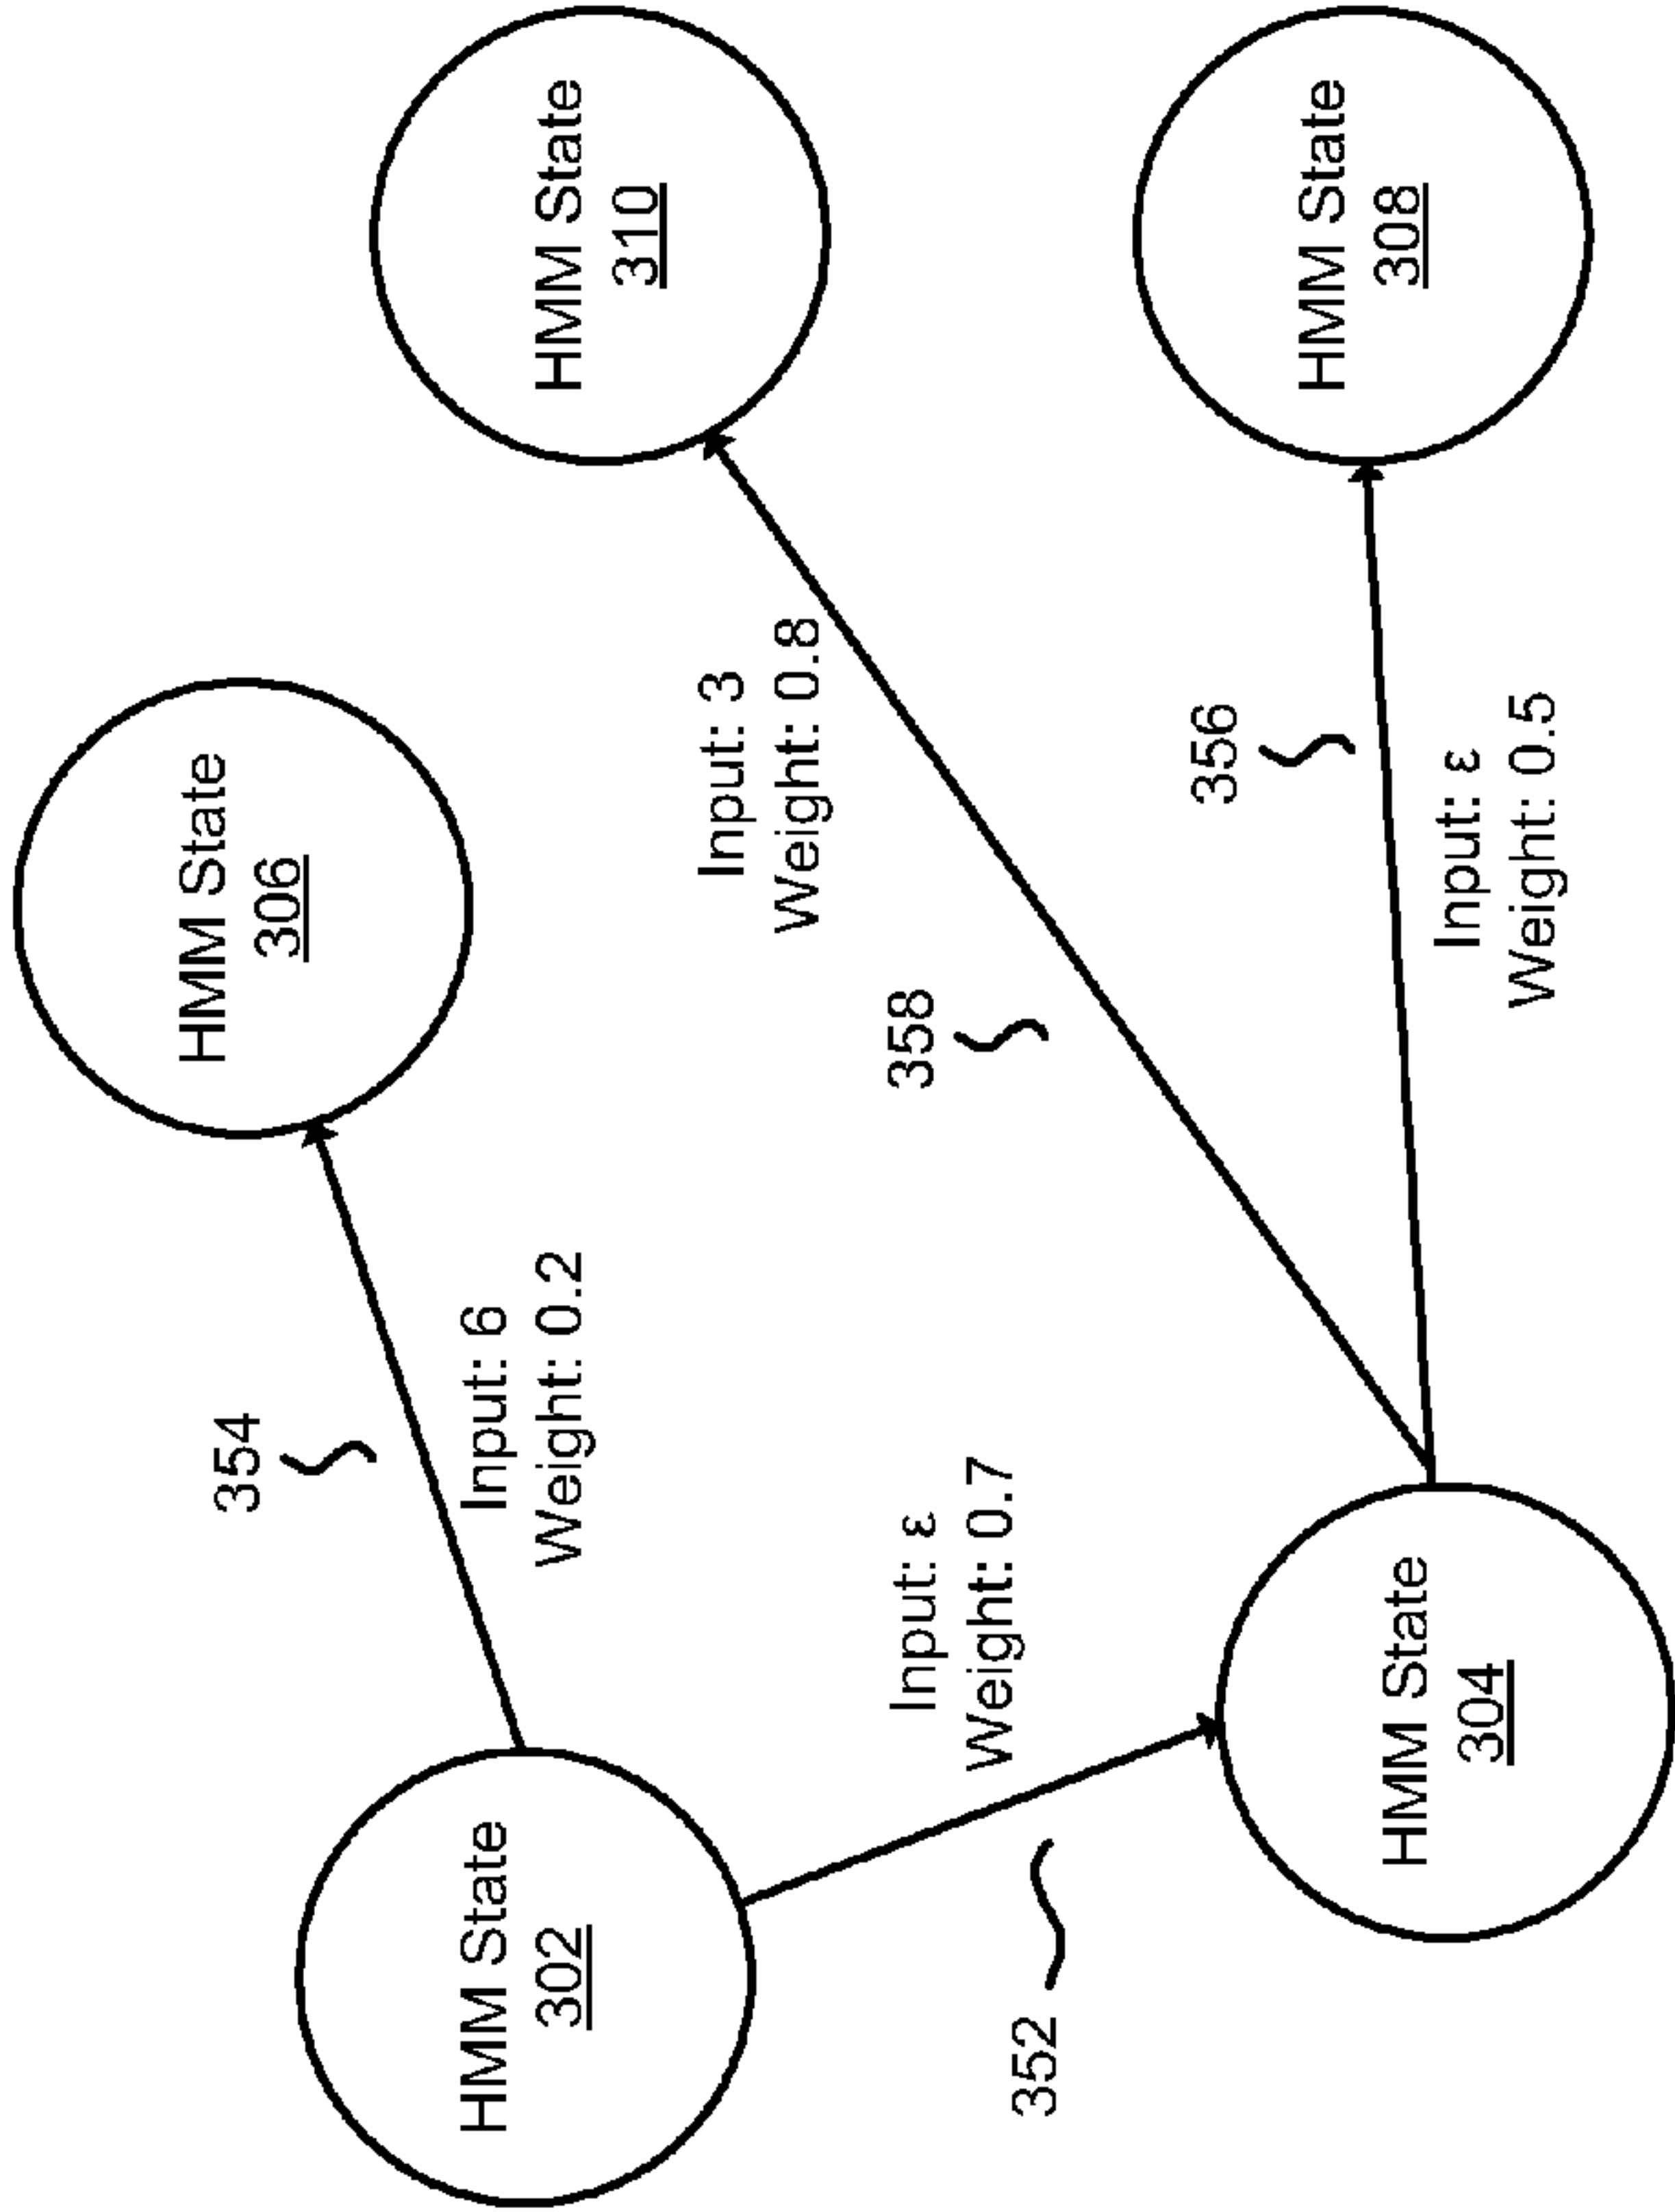 HMM State
306
354
Input: 6
Weight: 0.2
HMM State
302
HMM State
310
Input: 3
Weight: 0.8
358
Input: ε
Weight: 0.7
352
HMM State
304
356
Input: ε
Weight: 0.5
HMM State
308